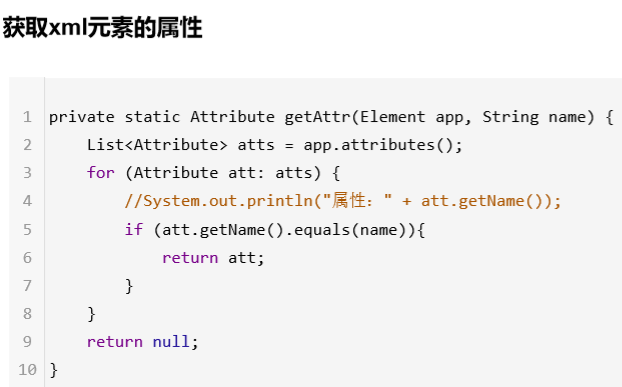 获取xml元素的属性
1 private static Attribute getAttr(Element app, String name) {
2     List<Attribute> atts = app.attributes();
3     for (Attribute att: atts) {
4         //System.out.println("属性：" + att.getName());
5         if (att.getName().equals(name)){
6             return att;
7         }
8     }
9     return null;
10 }